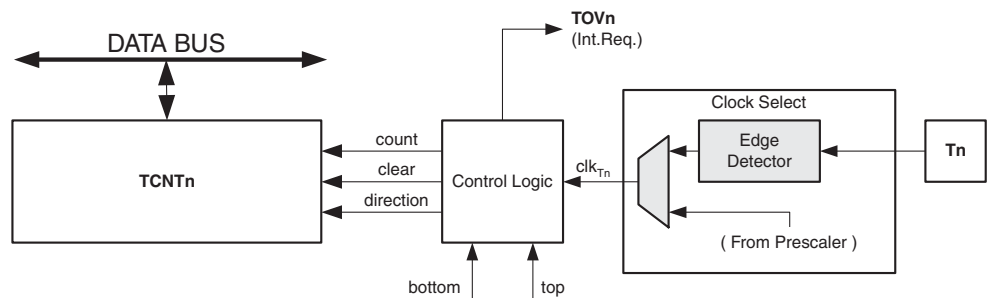 TOVn
(Int.Req.)
DATA BUS
Clock Select
TCNTn
count
clear
direction
Control Logic
clkTn
Edge
Detector
Tn
( From Prescaler )
bottom
top